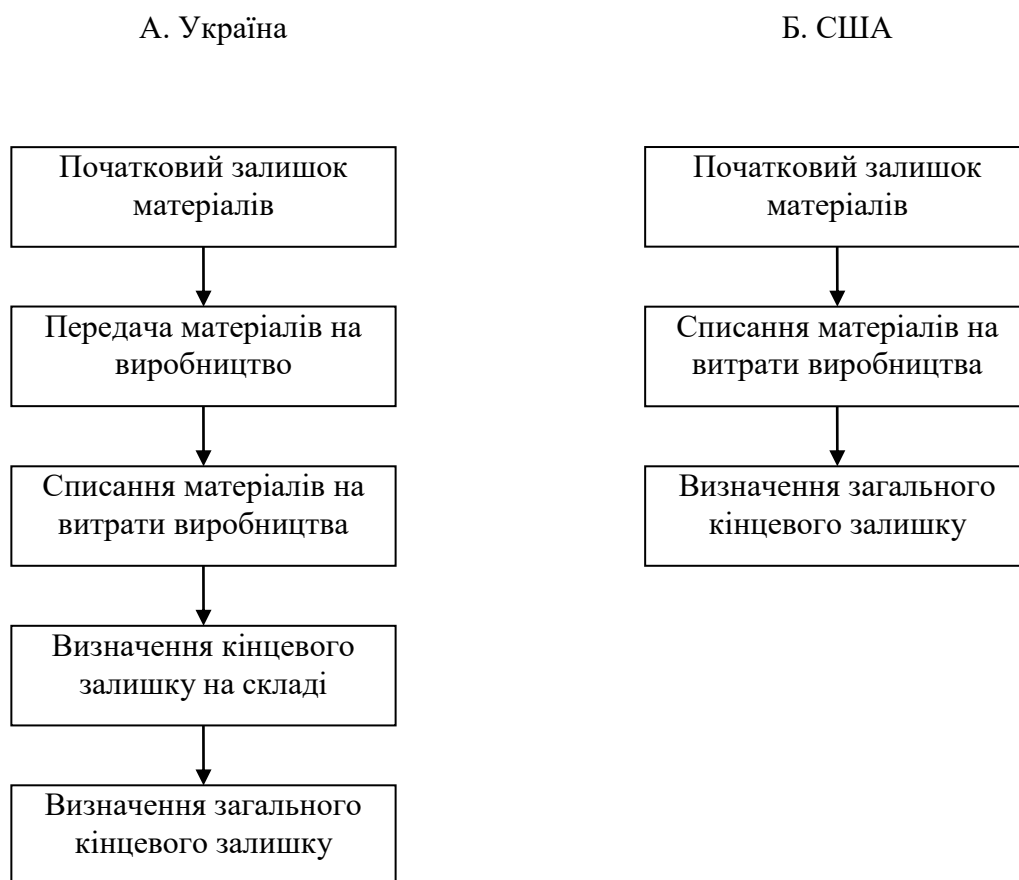 А. Україна
Початковий залишок
матеріалів
Передача матеріалів на
виробництво
Списання матеріалів на
витрати виробництва
Визначення кінцевого
залишку на складі
Визначення загального
кінцевого залишку
Б. США
Початковий залишок
матеріалів
Списання матеріалів на
витрати виробництва
Визначення загального
кінцевого залишку